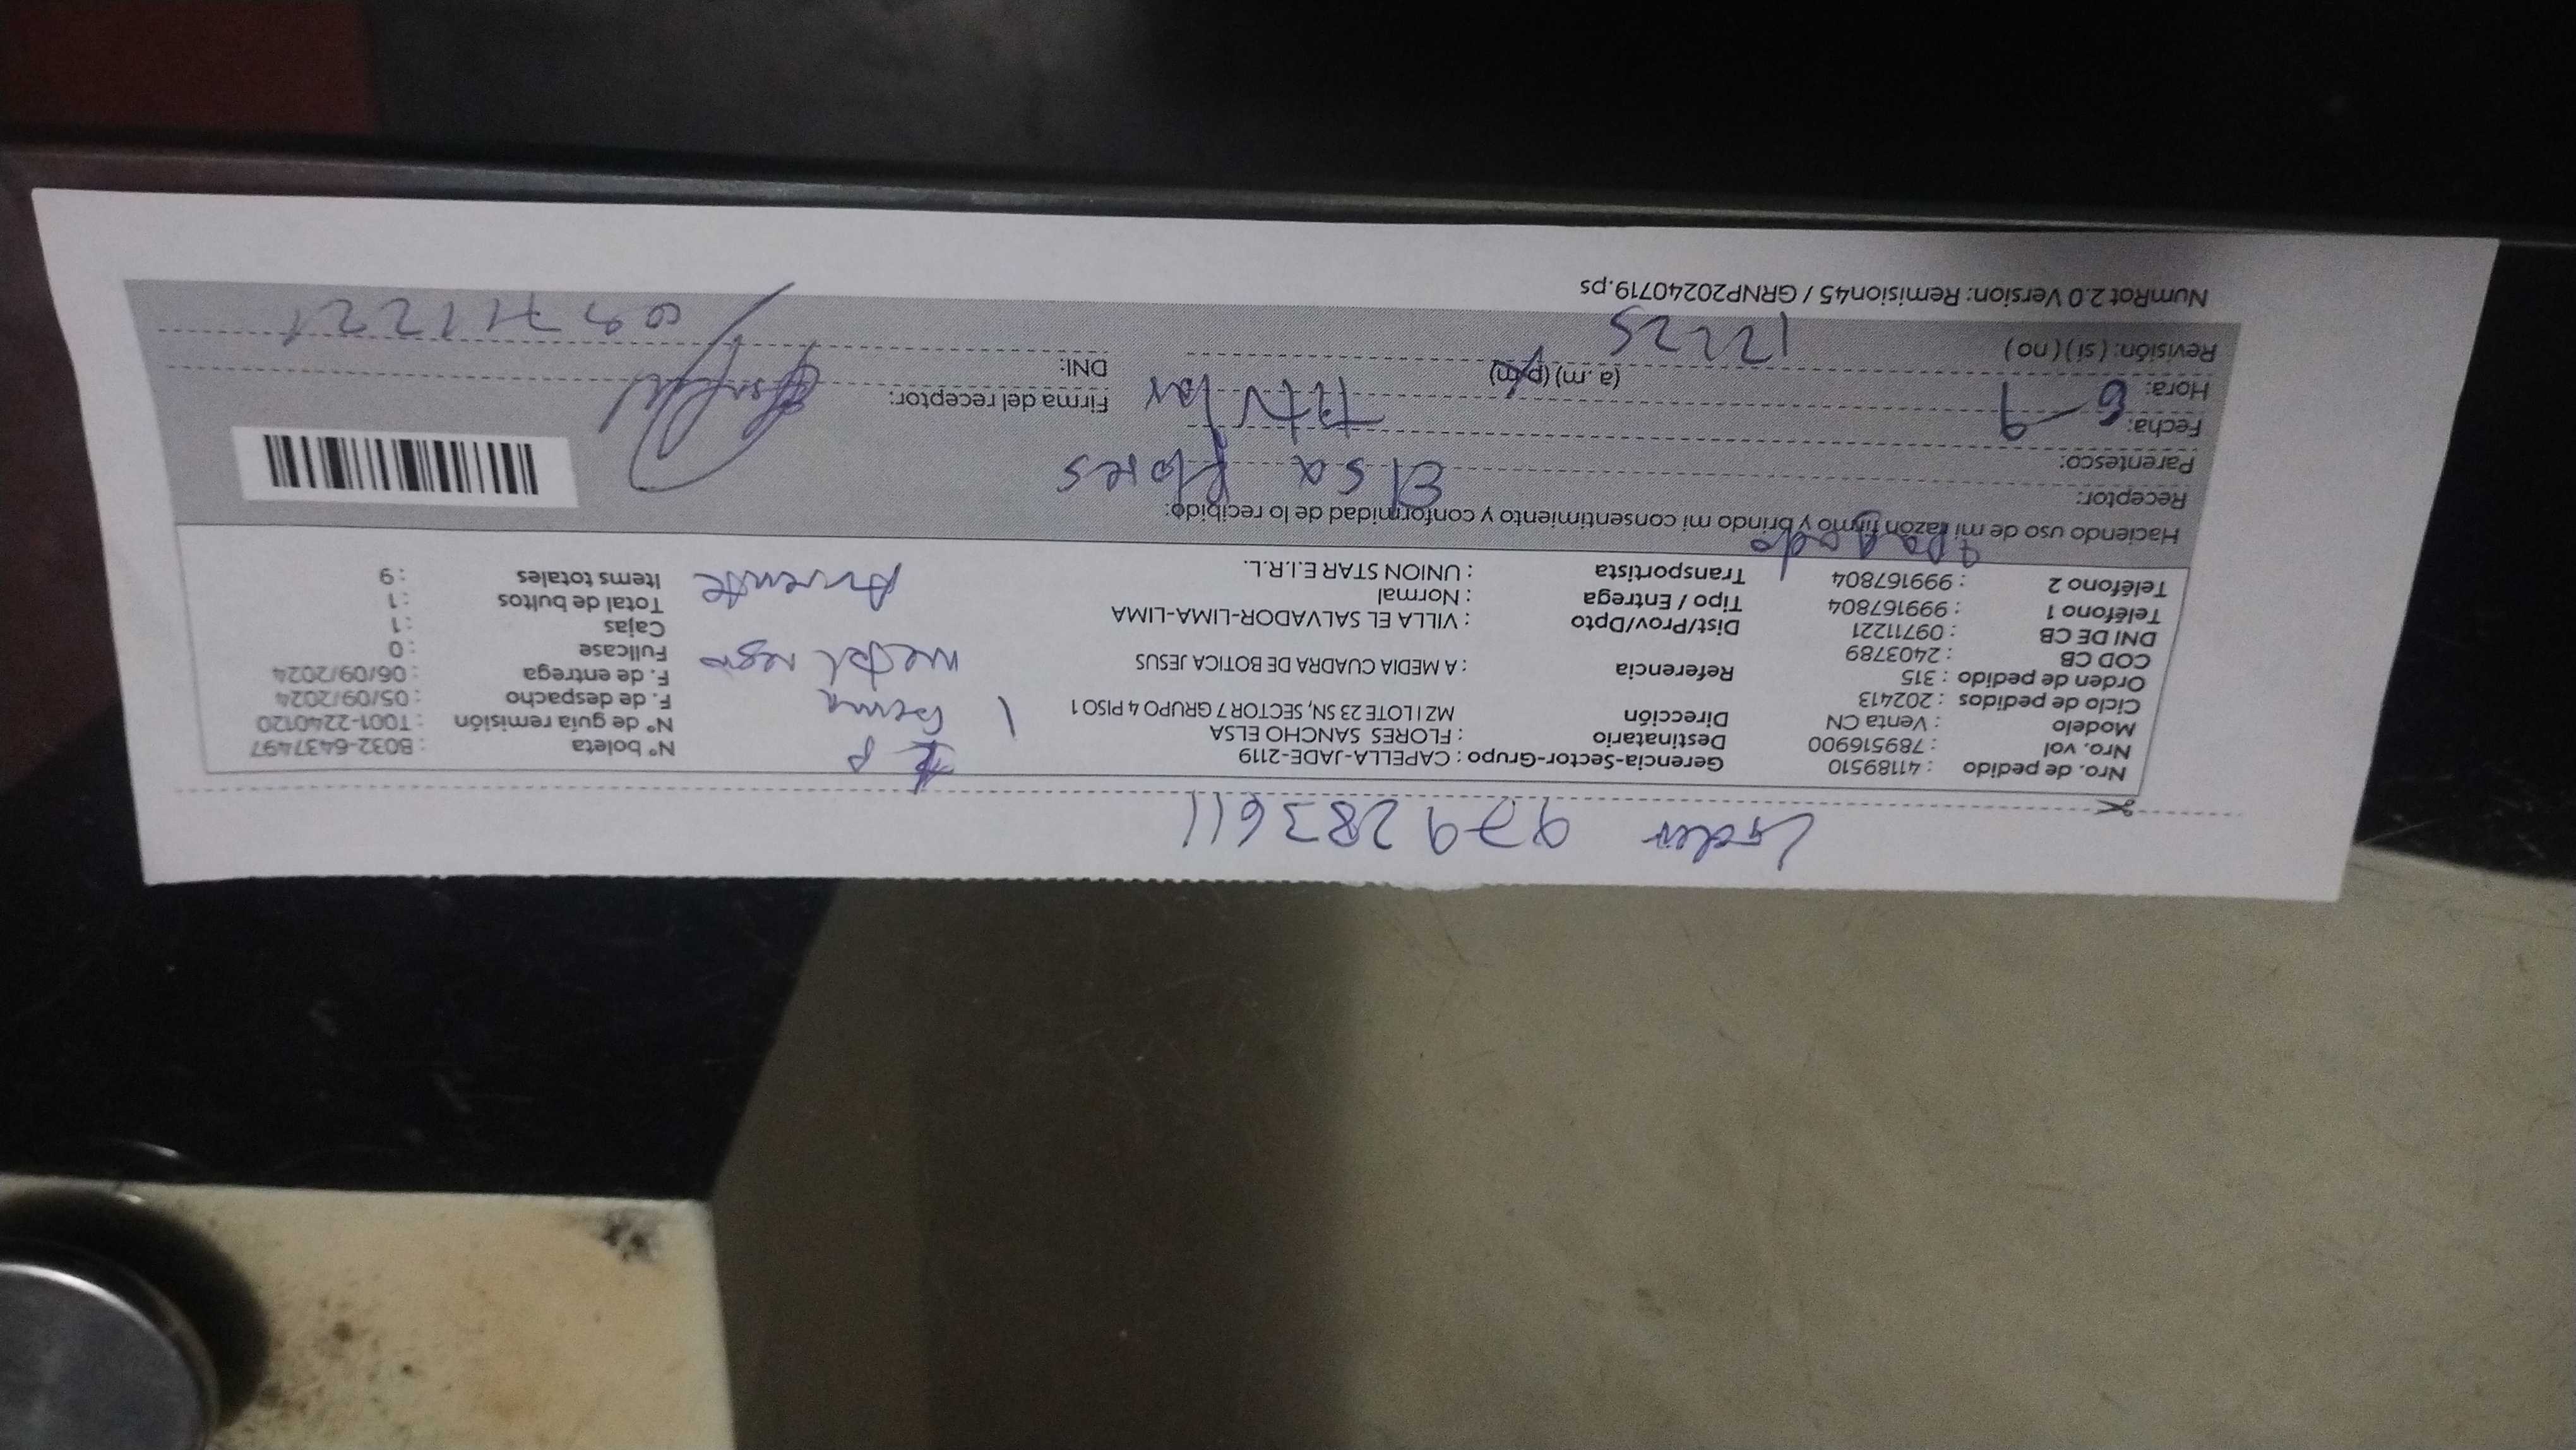 979283611
Nro. de pedido : 41189510
Nro. vol : 789516900
Modelo : Venta CN
Ciclo de pedidos : 202413
Orden de pedido : 315
COD CB : 2403789
DNI DE CB : 09711221
Teléfono 1 : 999167804
Teléfono 2 : 999167804
Gerencia-Sector-Grupo : CAPELLA-JADE-2119
Destinatario : FLORES SANCHO ELSA
Dirección MZ I LOTE 23 SN, SECTOR 7 GRUPO 4 PISO 1
Referencia : A MEDIA CUADRA DE BOTICA JESUS
Dist/Prov/Dpto : VILLA EL SALVADOR-LIMA-LIMA
Tipo / Entrega : Normal
Transportista : UNION STAR E.I.R.L.
Nº boleta : B032-6437497
Nº de guía remisión : T001-2240120
F. de despacho : 05/09/2024
F. de entrega : 06/09/2024
Fullcase : 0
Cajas : 1
Total de bultos : 1
Items totales : 9
apagado
Haciendo uso de mi razón firmo y brindo mi consentimiento y conformidad de lo recibido:
Receptor: Elsa flores
Parentesco: Titular
Fecha: 6-9
Hora: 1225 (a.m) (p.m)
Revisión: (si) (no)
Firma del receptor:
DNI: 09711221
NumRot 2.0 Version: Remision45 / GRNP20240719.ps